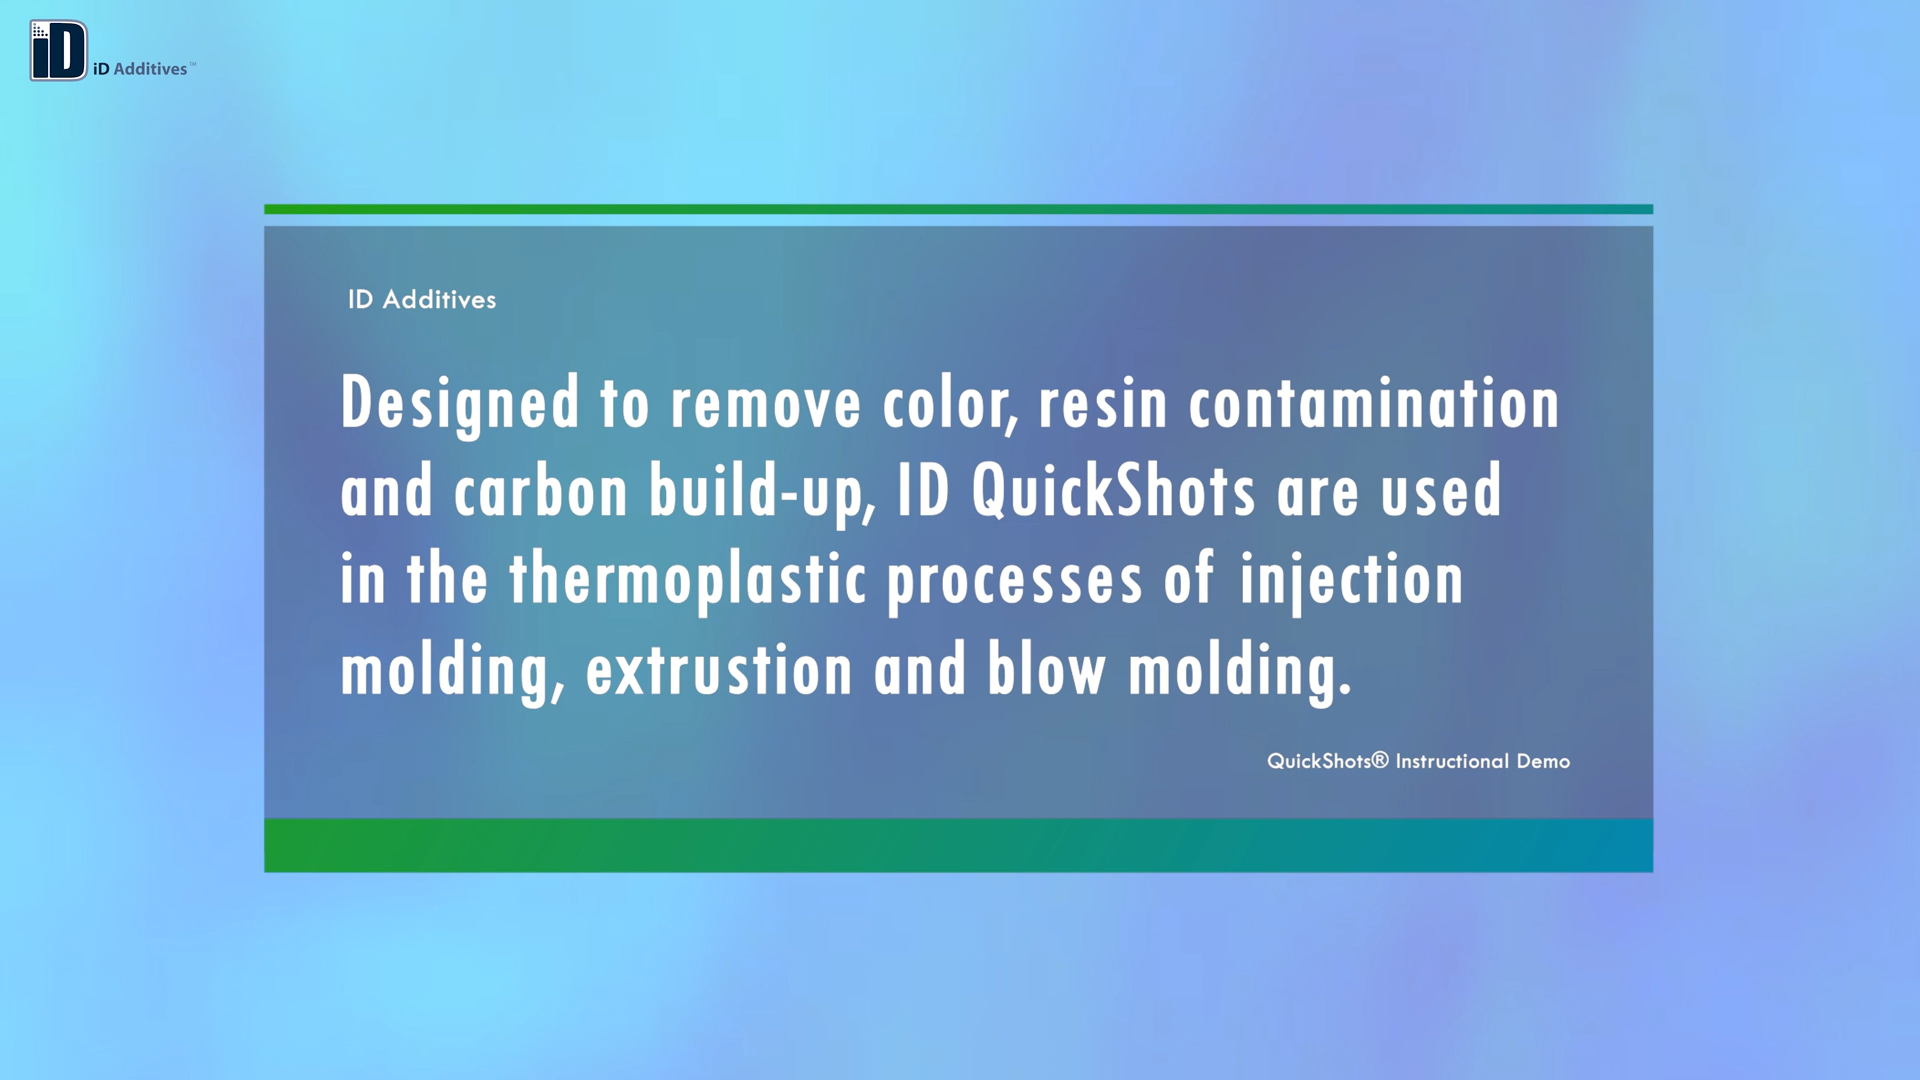 iD
iD Additives™
ID Additives
Designed to remove color, resin contamination
and carbon build-up, ID QuickShots are used
in the thermoplastic processes of injection
molding, extrustion and blow molding.
QuickShots® Instructional Demo